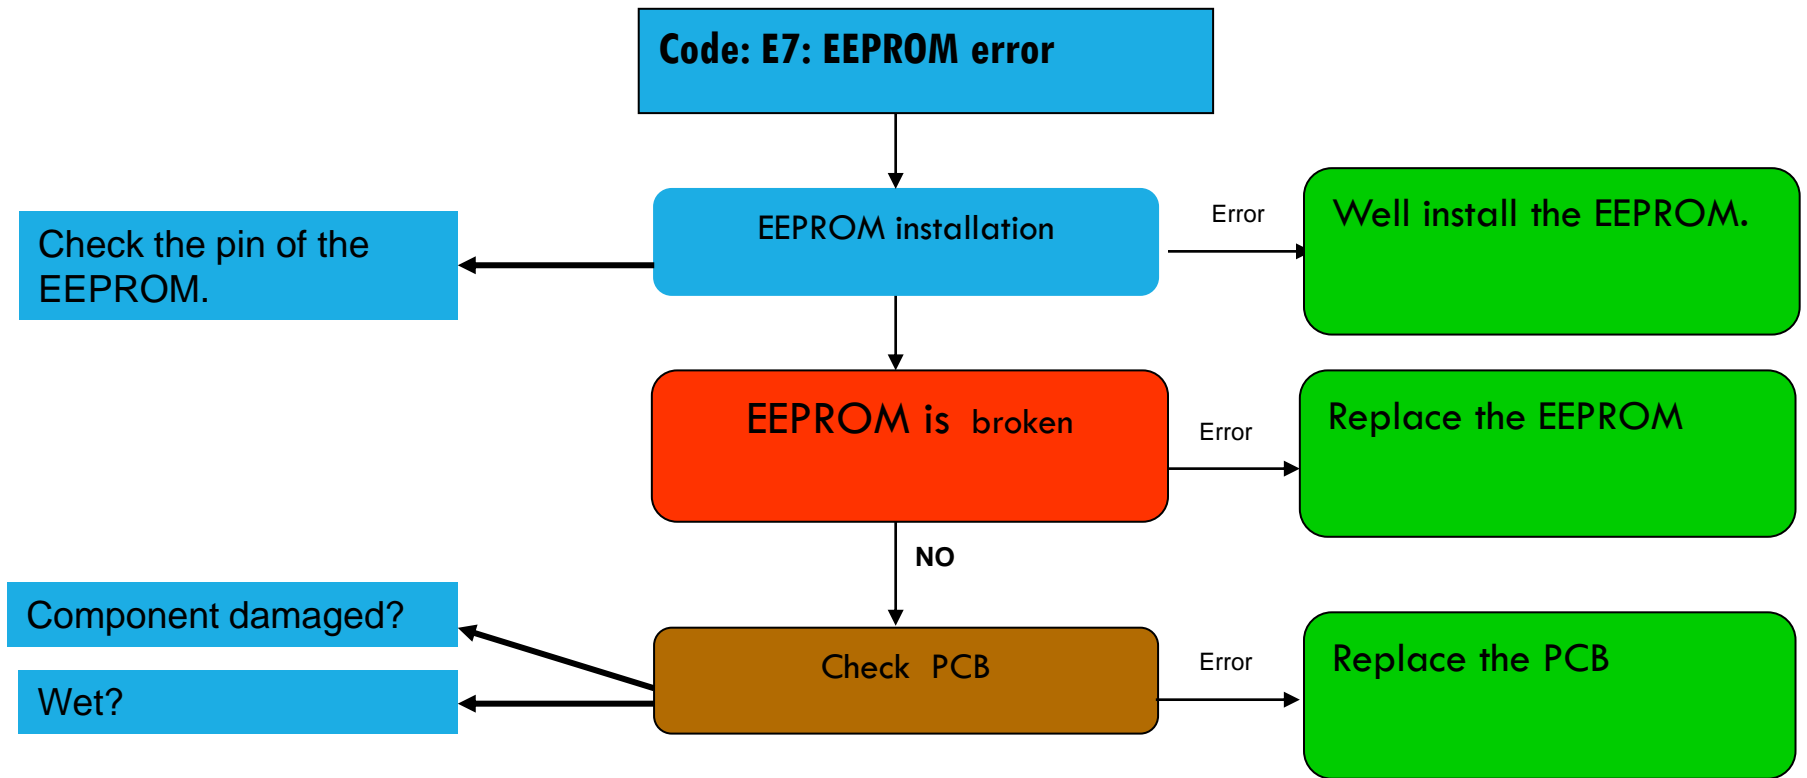 Code: E7: EEPROM error
EEPROM installation
Error
Well install the EEPROM.
Check the pin of the
EEPROM.
EEPROM is broken
Error
Replace the EEPROM
NO
Component damaged?
Wet?
Check PCB
Error
Replace the PCB